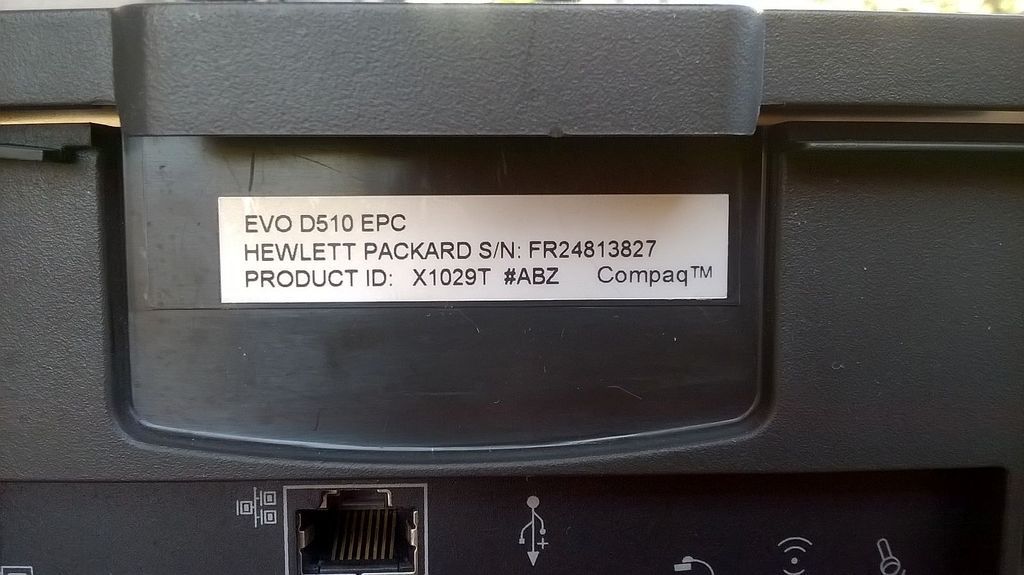 EVO D510 EPC
HEWLETT PACKARD S/N: FR24813827
PRODUCT ID: X1029T #ABZ Compaq™